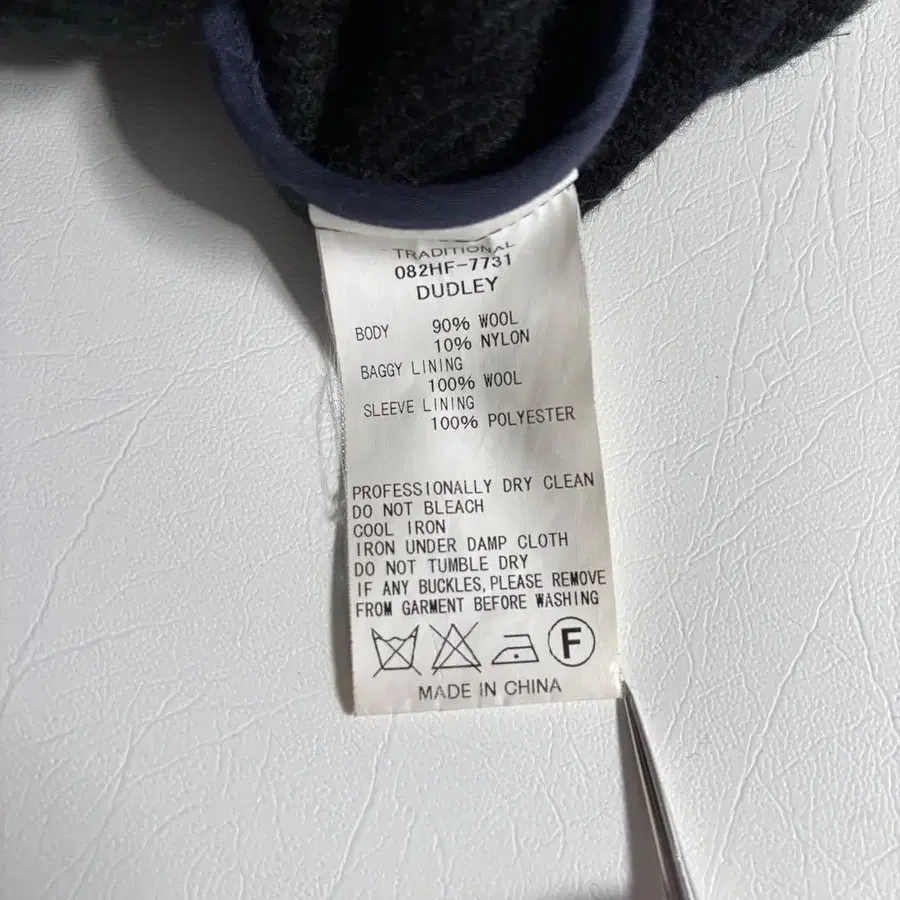 TRADITIONAL
082HF-7731
DUDLEY
BODY 90% WOOL
10% NYLON
BAGGY LINING
100% WOOL
SLEEVE LINING
100% POLYESTER
PROFESSIONALLY DRY CLEAN
DO NOT BLEACH
COOL IRON
IRON UNDER DAMP CLOTH
DO NOT TUMBLE DRY
IF ANY BUCKLES,PLEASE REMOVE
FROM GARMENT BEFORE WASHING
F
MADE IN CHINA